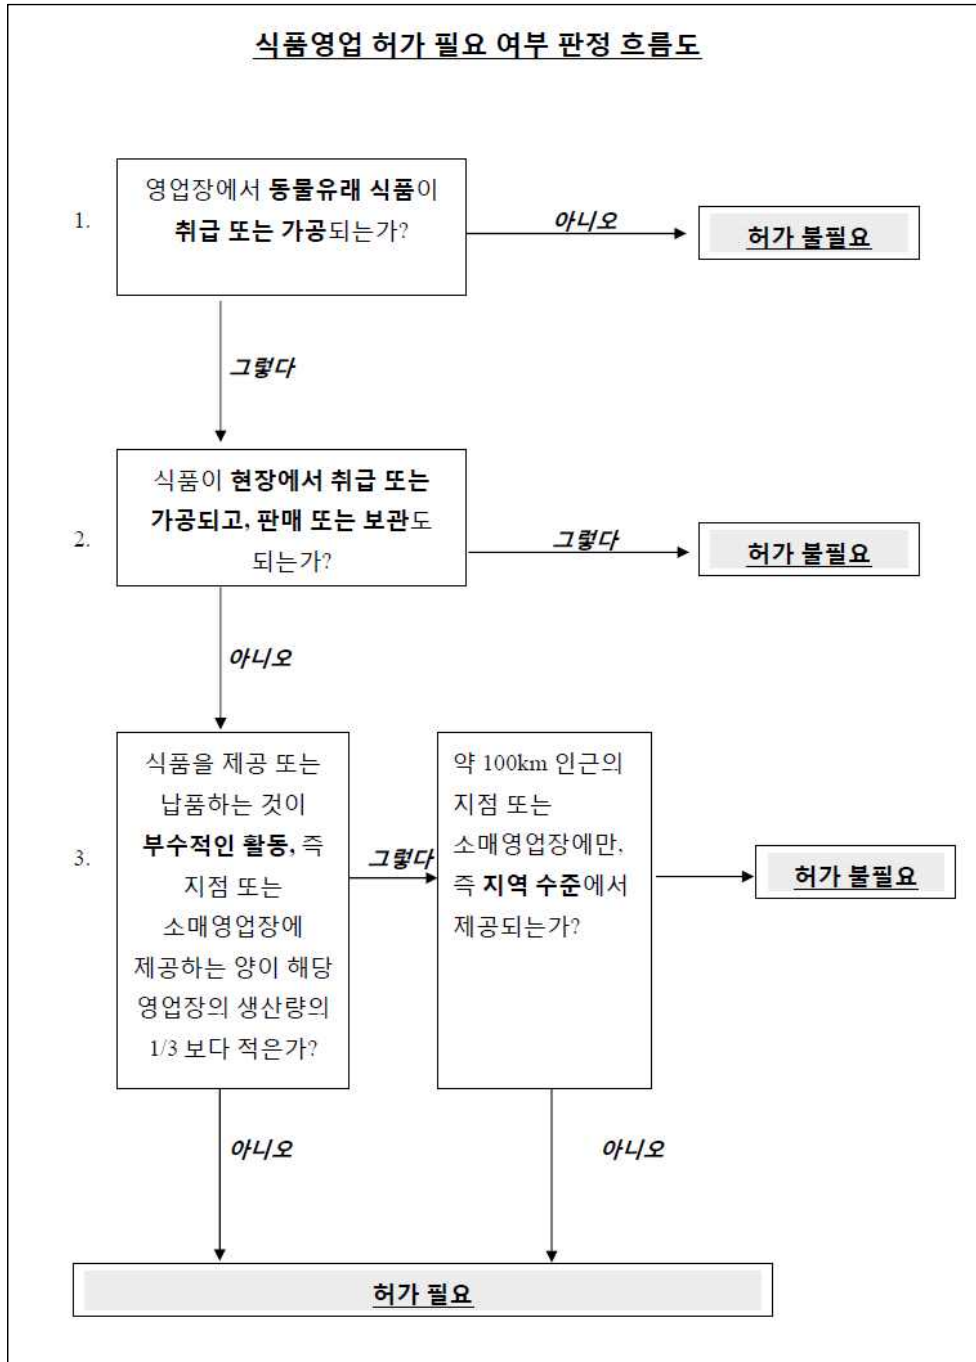 식품영업 허가 필요 여부 판정 흐름도
1.
영업장에서 동물유래 식품이
취급 또는 가공되는가?
아니오
허가 불필요
그렇다
2.
식품이 현장에서 취급 또는
가공되고, 판매 또는 보관도
되는가?
그렇다
허가 불필요
아니오
3.
식품을 제공 또는
납품하는 것이
부수적인 활동, 즉
지점 또는
소매영업장에
제공하는 양이 해당
영업장의 생산량의
1/3 보다 적은가?
그렇다
약 100km 인근의
지점 또는
소매영업장에만,
즉 지역 수준에서
제공되는가?
허가 불필요
아니오
아니오
허가 필요